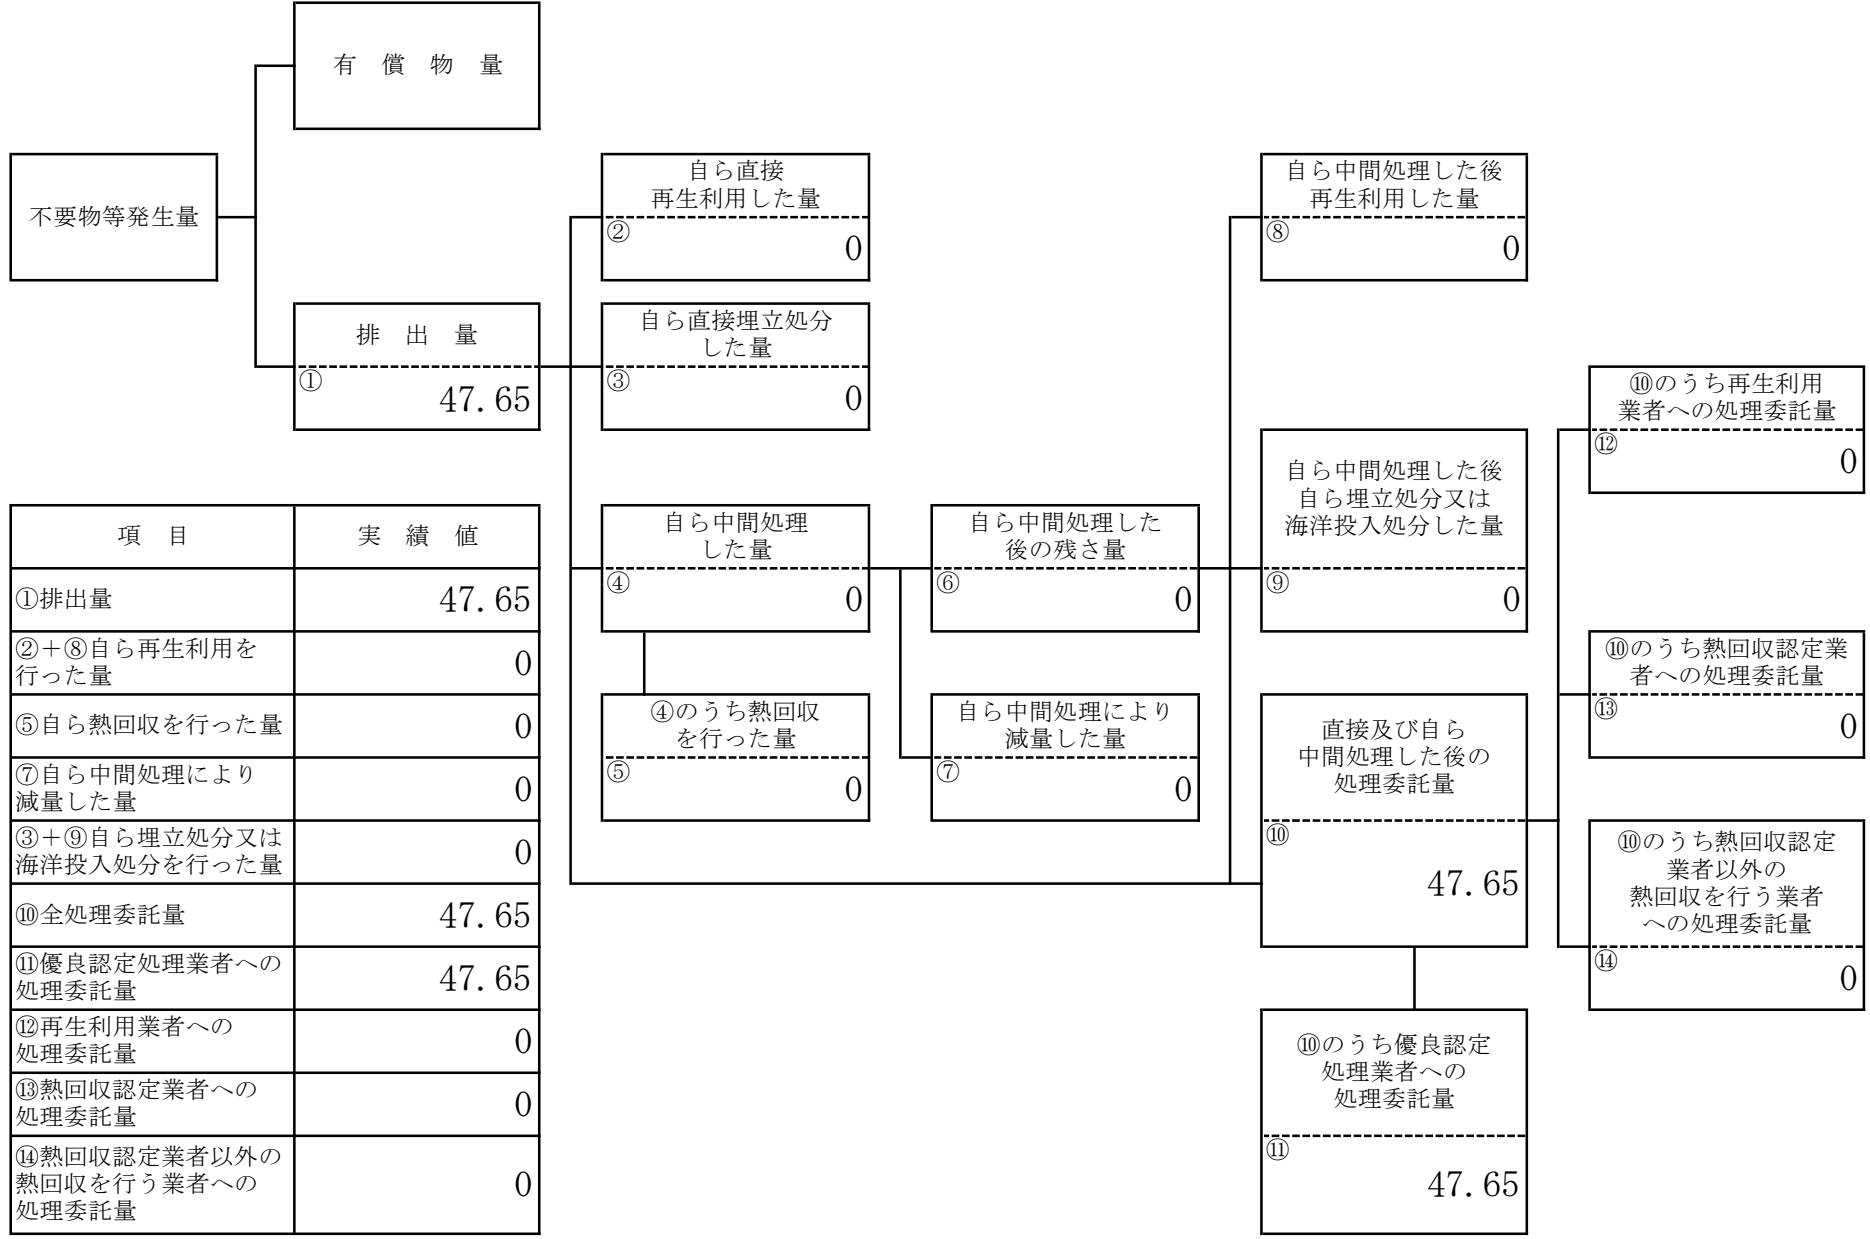 有 償 物 量
不要物等発生量
自ら直接
再生利用した量
②
0
自ら中間処理した後
再生利用した量
⑧
0
排 出 量
①
47.65
自ら直接埋立処分
した量
③
0
⑩のうち再生利用
業者への処理委託量
⑫
0
自ら中間処理した後
自ら埋立処分又は
海洋投入処分した量
⑨
0
自ら中間処理
した量
④
0
自ら中間処理した
後の残さ量
⑥
0
⑩のうち熱回収認定業
者への処理委託量
⑬
0
④のうち熱回収
を行った量
⑤
0
自ら中間処理により
減量した量
⑦
0
直接及び自ら
中間処理した後の
処理委託量
⑩
47.65
⑩のうち熱回収認定
業者以外の
熱回収を行う業者
への処理委託量
⑭
0
⑩のうち優良認定
処理業者への
処理委託量
⑪
47.65
項 目 実 績 値
①排出量 47.65
②＋⑧自ら再生利用を
行った量
0
⑤自ら熱回収を行った量 0
⑦自ら中間処理により
減量した量
0
③＋⑨自ら埋立処分又は
海洋投入処分を行った量
0
⑩全処理委託量 47.65
⑪優良認定処理業者への
処理委託量
47.65
⑫再生利用業者への
処理委託量
0
⑬熱回収認定業者への
処理委託量
0
⑭熱回収認定業者以外の
熱回収を行う業者への
処理委託量
0